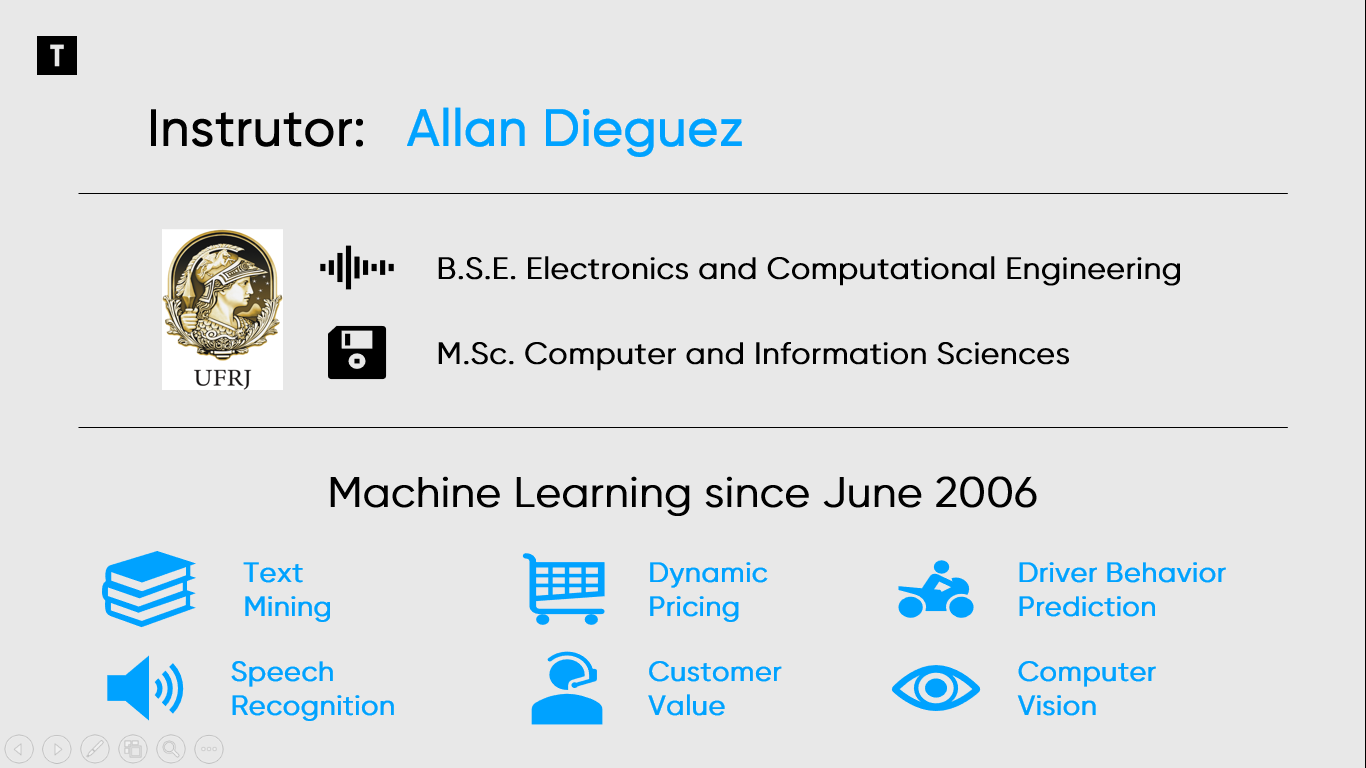 T
Instrutor: Allan Dieguez
B.S.E. Electronics and Computational Engineering
UFRJ
M.Sc. Computer and Information Sciences
Machine Learning since June 2006
Text
Mining
Dynamic
Pricing
Driver Behavior
Prediction
Speech
Recognition
Customer
Value
Computer
Vision